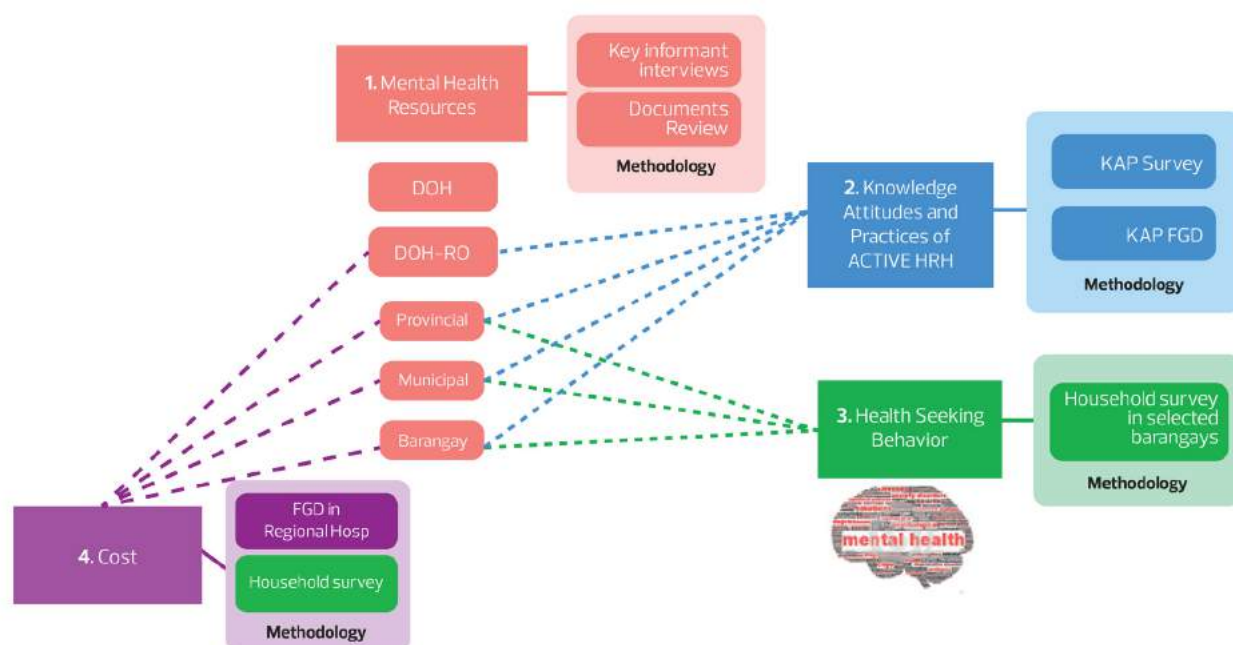 1. Mental Health
Resources
Key informant
interviews
Documents
Review
Methodology
DOH
DOH-RO
Provincial
Municipal
Barangay
2. Knowledge
Attitudes and
Practices of
ACTIVE HRH
KAP Survey
KAP FGD
Methodology
3. Health Seeking
Behavior
Household survey
in selected
barangays
Methodology
mental health
4. Cost
FGD in
Regional Hosp
Household survey
Methodology